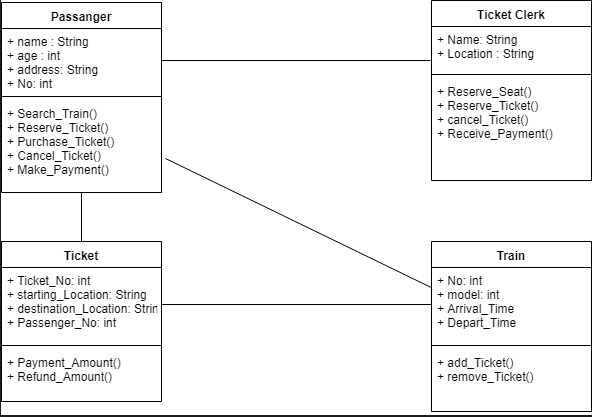 Passanger
+ name : String
+ age : int
+ address: String
+ No: int
+ Search_Train()
+ Reserve_Ticket()
+ Purchase_Ticket()
+ Cancel_Ticket()
+ Make_Payment()
Ticket Clerk
+ Name: String
+ Location : String
+ Reserve_Seat()
+ Reserve_Ticket()
+ cancel_Ticket()
+ Receive_Payment()
Ticket
+ Ticket_No: int
+ starting_Location: String
+ destination_Location: Strin
+ Passenger_No: int
+ Payment_Amount()
+ Refund_Amount()
Train
+ No: int
+ model: int
+ Arrival_Time
+ Depart_Time
+ add_Ticket()
+ remove_Ticket()